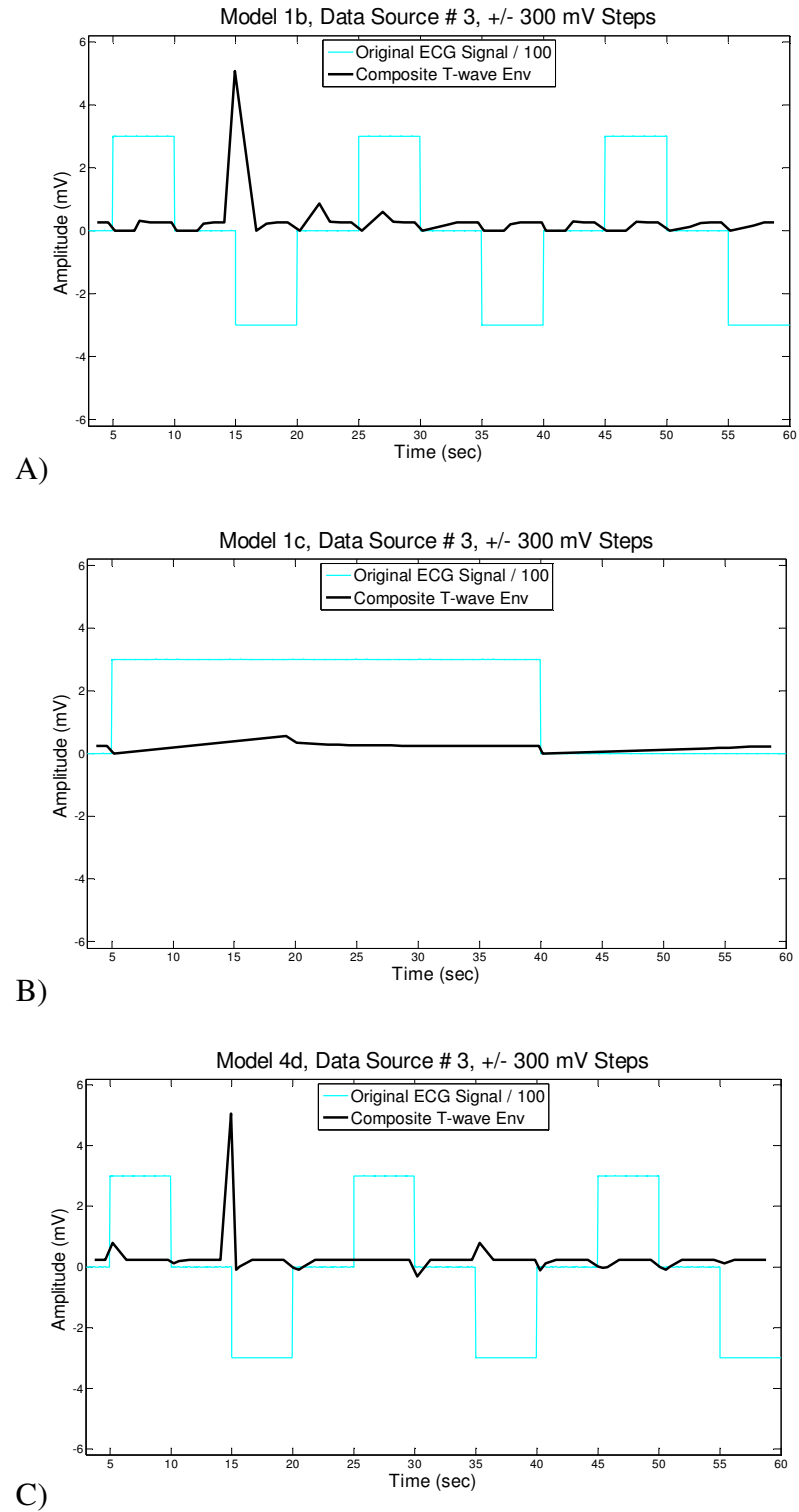 Model 1b, Data Source # 3, +/- 300 mV Steps
Original ECG Signal / 100
Composite T-wave Env
Amplitude (mV)
6
4
2
0
-2
-4
-6
5 10 15 20 25 30 35 40 45 50 55 60
Time (sec)
A)
Model 1c, Data Source # 3, +/- 300 mV Steps
Original ECG Signal / 100
Composite T-wave Env
Amplitude (mV)
6
4
2
0
-2
-4
-6
5 10 15 20 25 30 35 40 45 50 55 60
Time (sec)
B)
Model 4d, Data Source # 3, +/- 300 mV Steps
Original ECG Signal / 100
Composite T-wave Env
Amplitude (mV)
6
4
2
0
-2
-4
-6
5 10 15 20 25 30 35 40 45 50 55 60
Time (sec)
C)